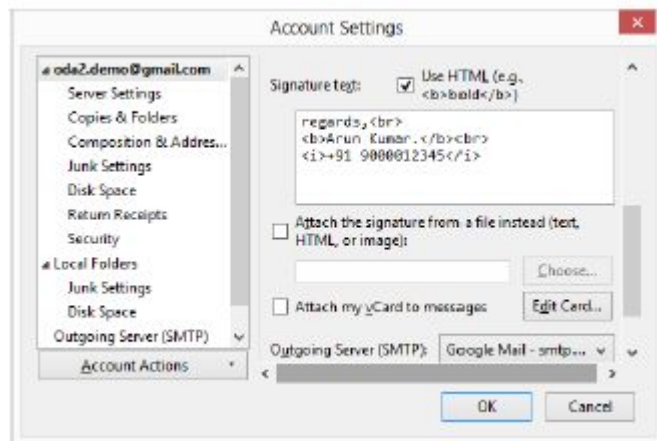 Account Settings
oda2.demo@gmail.com
Server Settings
Copies & Folders
Composition & Addres...
Junk Settings
Disk Space
Return Receipts
Security
Local Folders
Junk Settings
Disk Space
Outgoing Server (SMTP)
Account Actions
Signature text:
Use HTML (e.g.,
<b>bold</b>)
regards,<br>
<b>Arun Kumar.</b><br>
<i>+91 9000012345</i>
Attach the signature from a file instead (text,
HTML, or image):
Choose...
Attach my vCard to messages
Edit Card...
Outgoing Server (SMTP):
Google Mail - smtp....
OK
Cancel